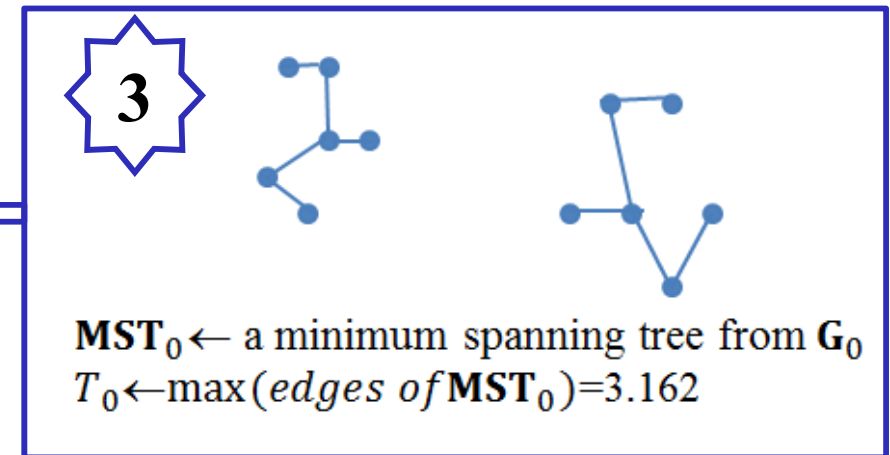 3
MST₀← a minimum spanning tree from G₀
T₀←max(edges of MST₀)=3.162